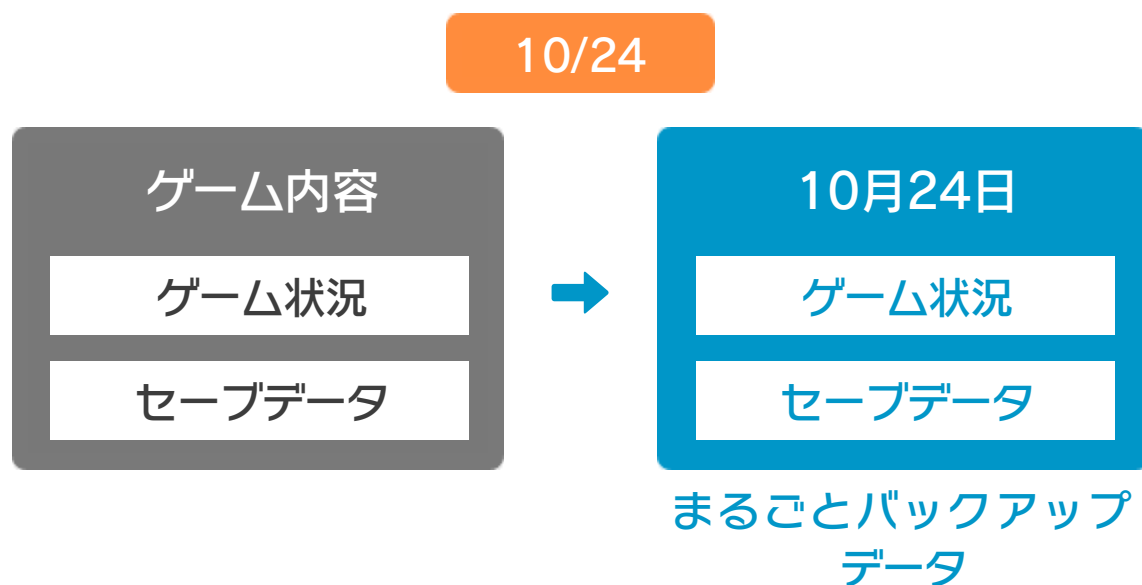 10/24
ゲーム内容
ゲーム状況
セーブデータ
10月24日
ゲーム状況
セーブデータ
まるごとバックアップ
データ